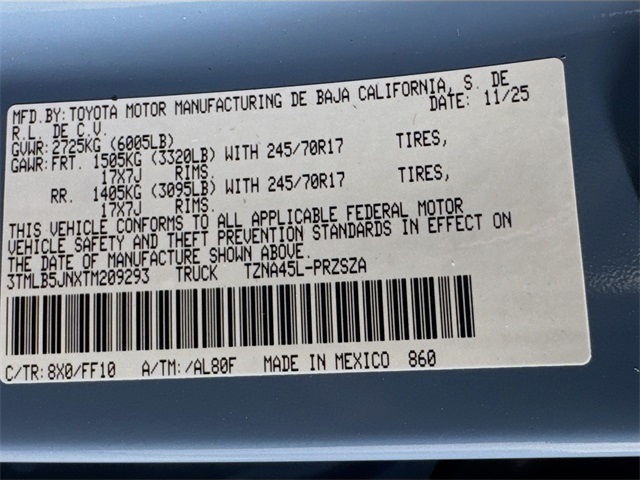 MFD.BY:TOYOTA MOTOR MANUFACTURING DE BAJA CALIFORNIA, S. DE
R.L. DE C.V. DATE: 11/25
GVWR:2725KG (6005LB)
GAWR:FRT. 1505KG (3320LB) WITH 245/70R17 TIRES,
17X7J RIMS.
RR. 1405KG (3095LB) WITH 245/70R17 TIRES,
17X7J RIMS.
THIS VEHICLE CONFORMS TO ALL APPLICABLE FEDERAL MOTOR
VEHICLE SAFETY AND THEFT PREVENTION STANDARDS IN EFFECT ON
THE DATE OF MANUFACTURE SHOWN ABOVE.
3TMLB5JNXTM209293 TRUCK TZNA45L-PRZSZA
C/TR:8X0/FF10 A/TM:/AL80F MADE IN MEXICO 860